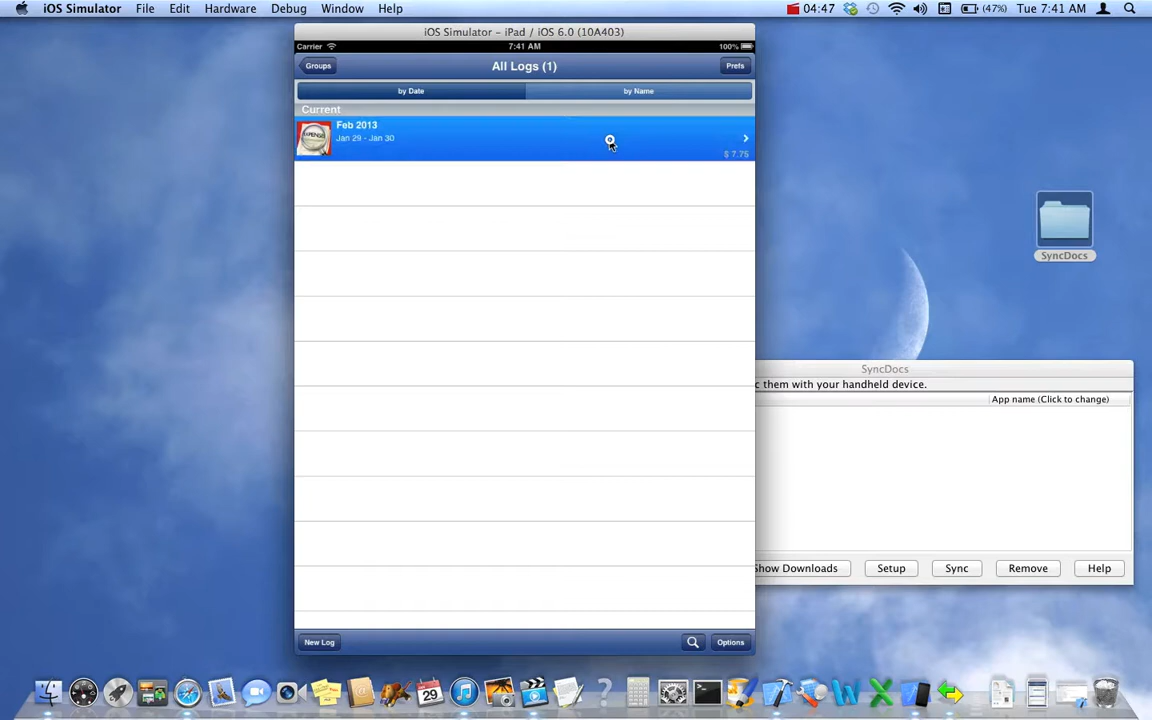 iOS Simulator File Edit Hardware Debug Window Help 04:47 (47%) Tue 7:41 AM
iOS Simulator - iPad / iOS 6.0 (10A403)
Carrier 7:41 AM 100%
Groups All Logs (1) Prefs
by Date by Name
Current
Feb 2013
Jan 29 - Jan 30
$ 7.75
EXPENSE
SyncDocs
SyncDocs
c them with your handheld device.
App name (Click to change)
Show Downloads Setup Sync Remove Help
New Log Options
29